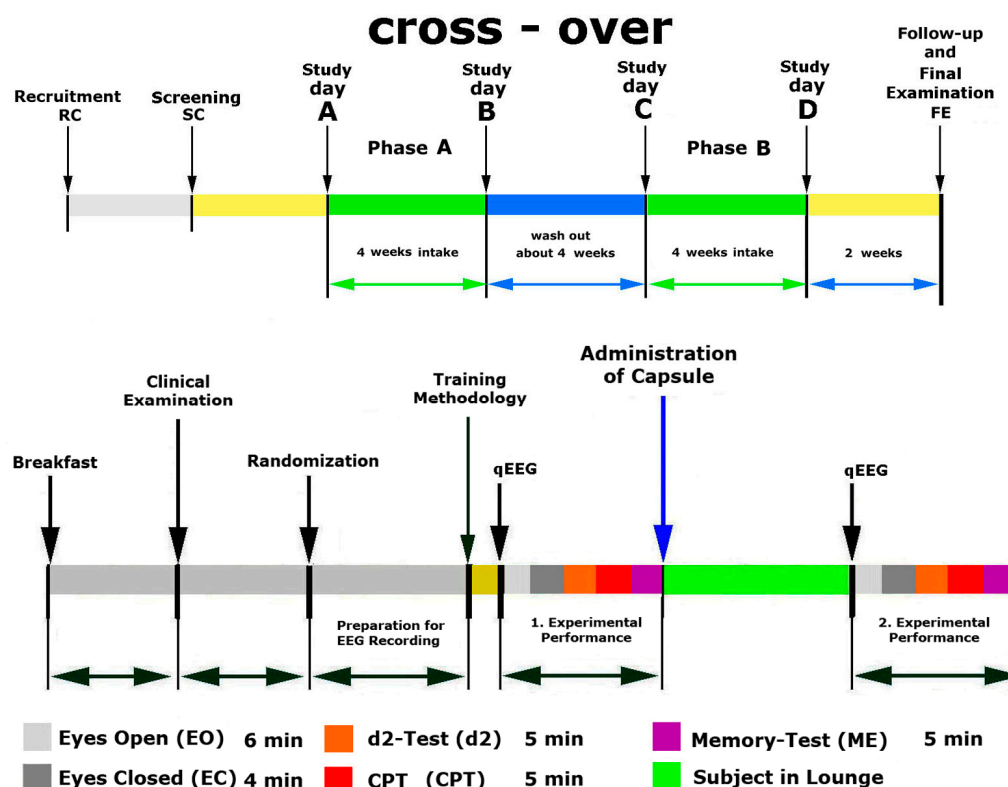 cross - over
Recruitment
RC
Screening
SC
Study
day
A
Study
day
B
Study
day
C
Study
day
D
Follow-up
and
Final
Examination
FE
Phase A
Phase B
4 weeks intake
wash out
about 4 weeks
4 weeks intake
2 weeks
Breakfast
Clinical
Examination
Randomization
Training
Methodology
qEEG
Administration
of Capsule
qEEG
Preparation for
EEG Recording
1. Experimental
Performance
2. Experimental
Performance
Eyes Open (EO) 6 min
d2-Test (d2) 5 min
Memory-Test (ME) 5 min
Eyes Closed (EC) 4 min
CPT (CPT) 5 min
Subject in Lounge